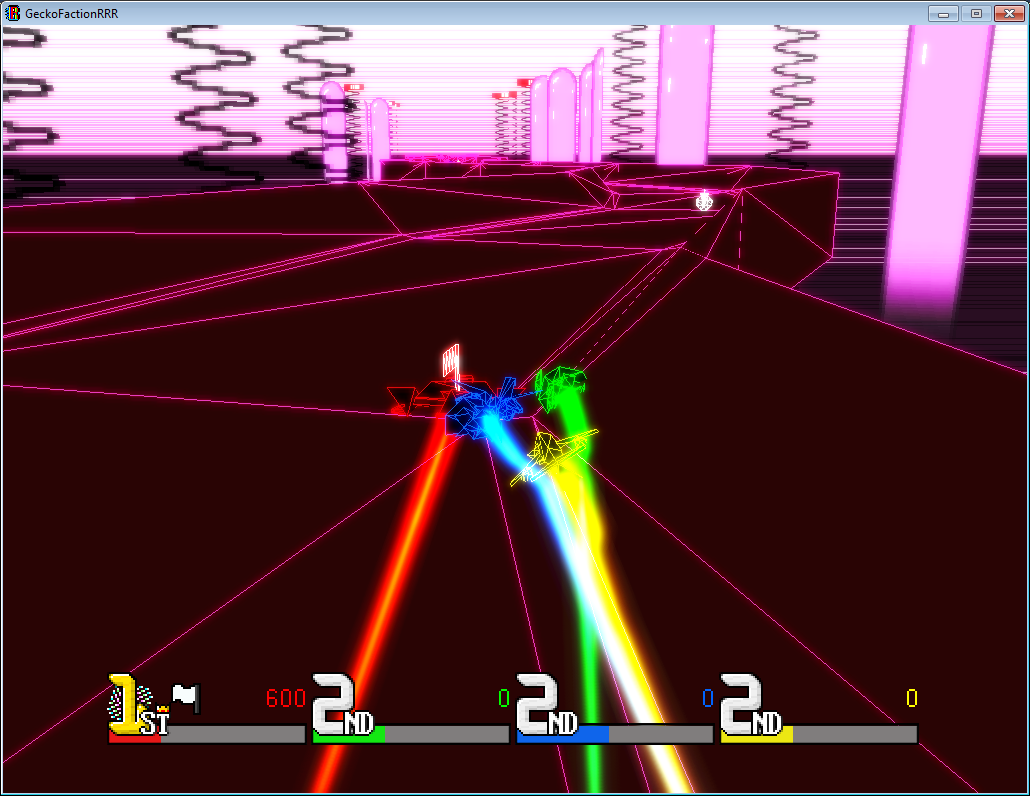 GeckoFactionRRR
1ST 600 2ND 0 2ND 0 2ND 0